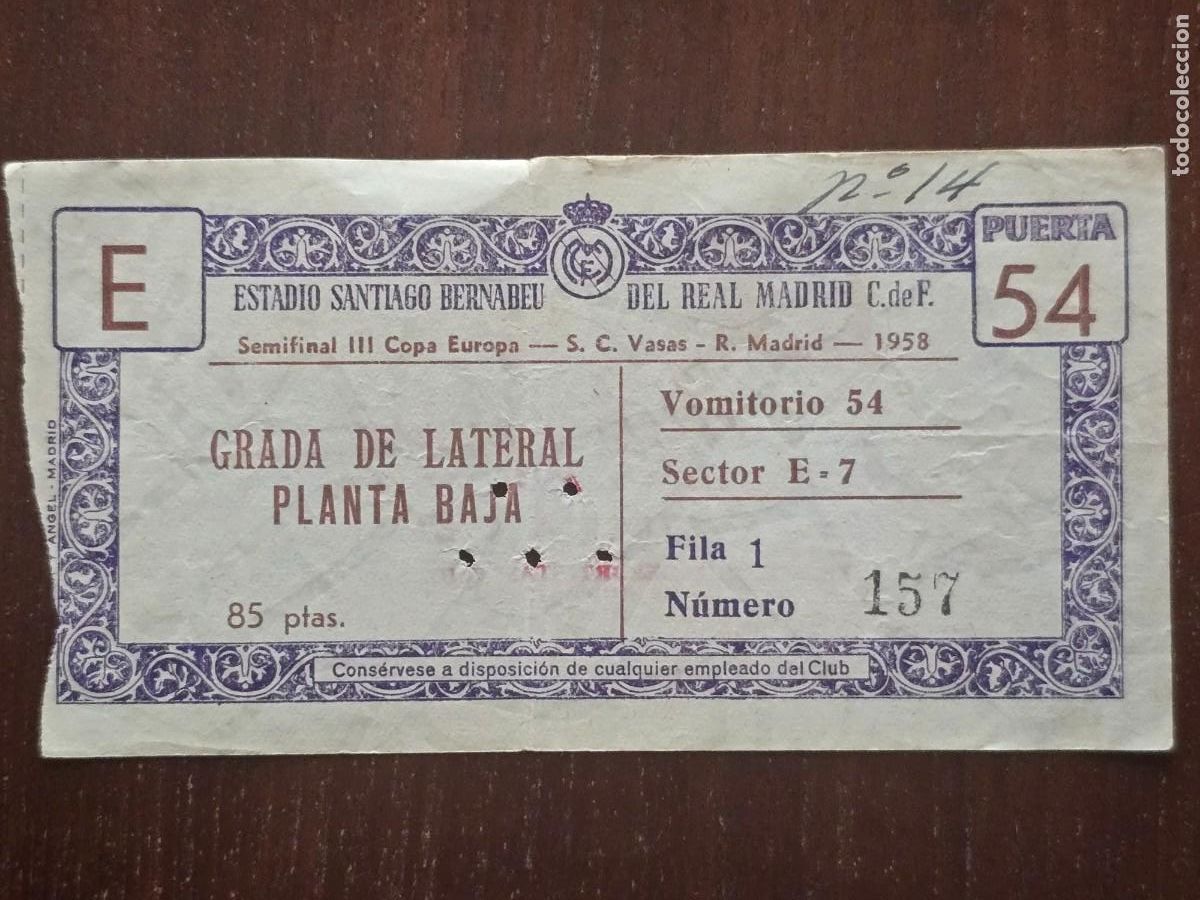 nº 14
E
PUERTA
54
ESTADIO SANTIAGO BERNABEU DEL REAL MADRID C. de F.
Semifinal III Copa Europa — S. C. Vasas - R. Madrid — 1958
GRADA DE LATERAL
PLANTA BAJA
85 ptas.
Vomitorio 54
Sector E - 7
Fila 1
Número 157
Consérvese a disposición de cualquier empleado del Club
ANGEL - MADRID
todocoleccion